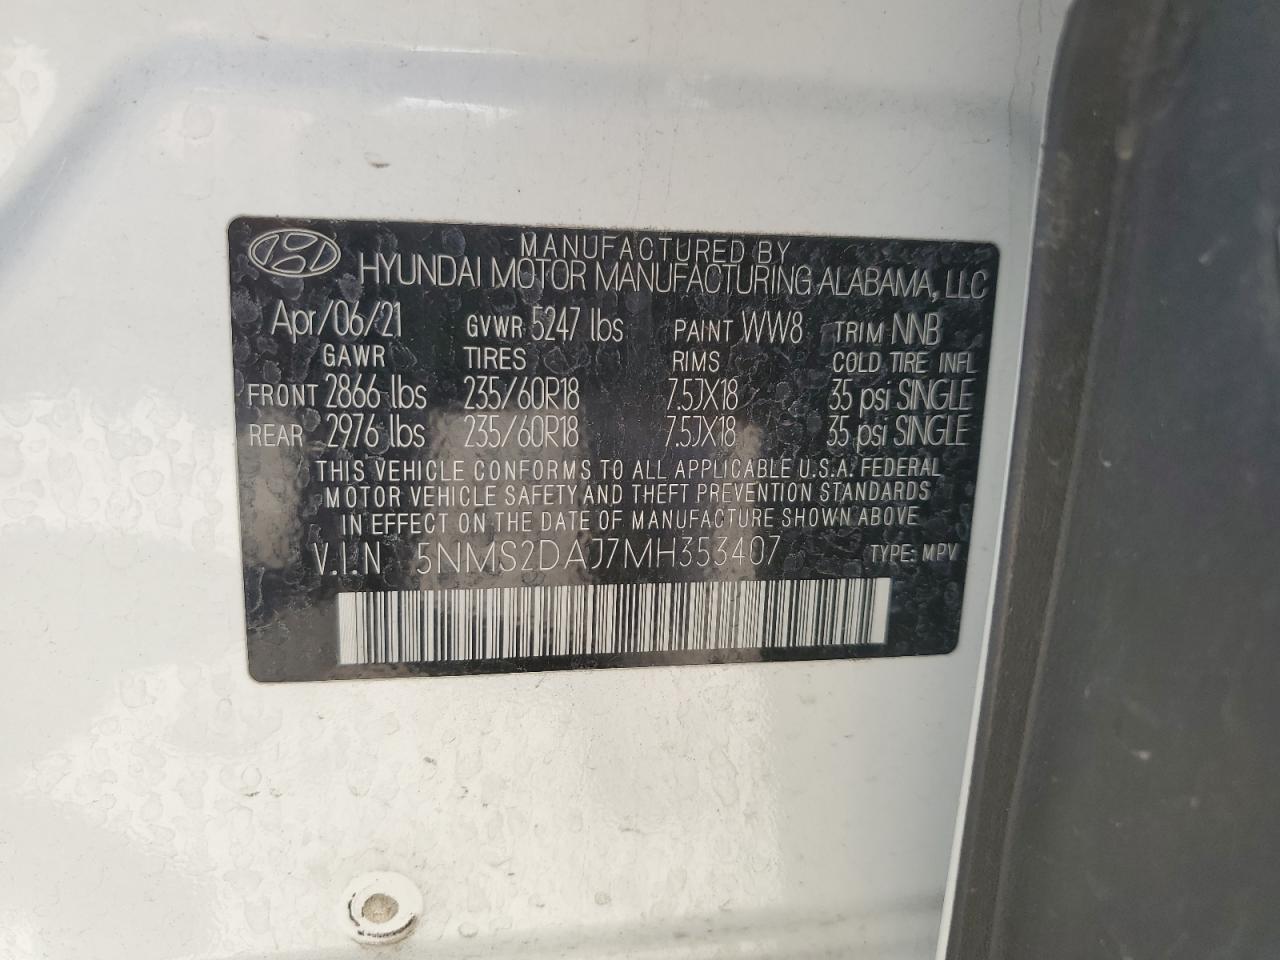 MANUFACTURED BY
HYUNDAI MOTOR MANUFACTURING ALABAMA, LLC
Apr/06/21 GVWR 5247 lbs PAINT WW8 TRIM NNB
GAWR TIRES RIMS COLD TIRE INFL
FRONT 2866 lbs 235/60R18 7.5JX18 35 psi SINGLE
REAR 2976 lbs 235/60R18 7.5JX18 35 psi SINGLE
THIS VEHICLE CONFORMS TO ALL APPLICABLE U.S.A. FEDERAL
MOTOR VEHICLE SAFETY AND THEFT PREVENTION STANDARDS
IN EFFECT ON THE DATE OF MANUFACTURE SHOWN ABOVE
V.I.N 5NMS2DAJ7MH353407 TYPE: MPV